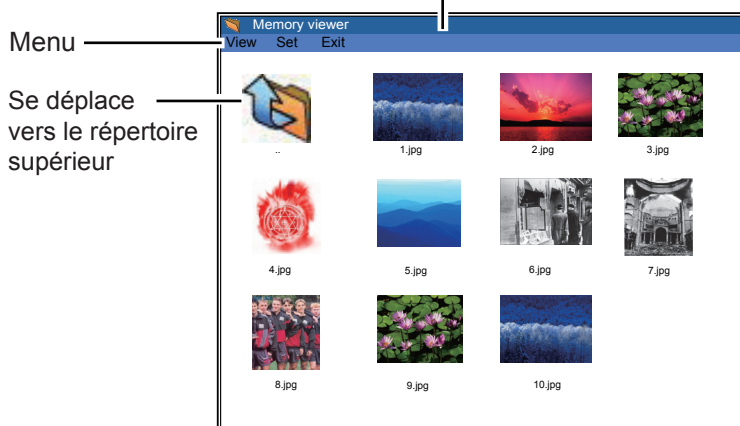 Memory viewer
Menu
View Set Exit
Se déplace
vers le répertoire
supérieur
..
1.jpg
2.jpg
3.jpg
4.jpg
5.jpg
6.jpg
7.jpg
8.jpg
9.jpg
10.jpg